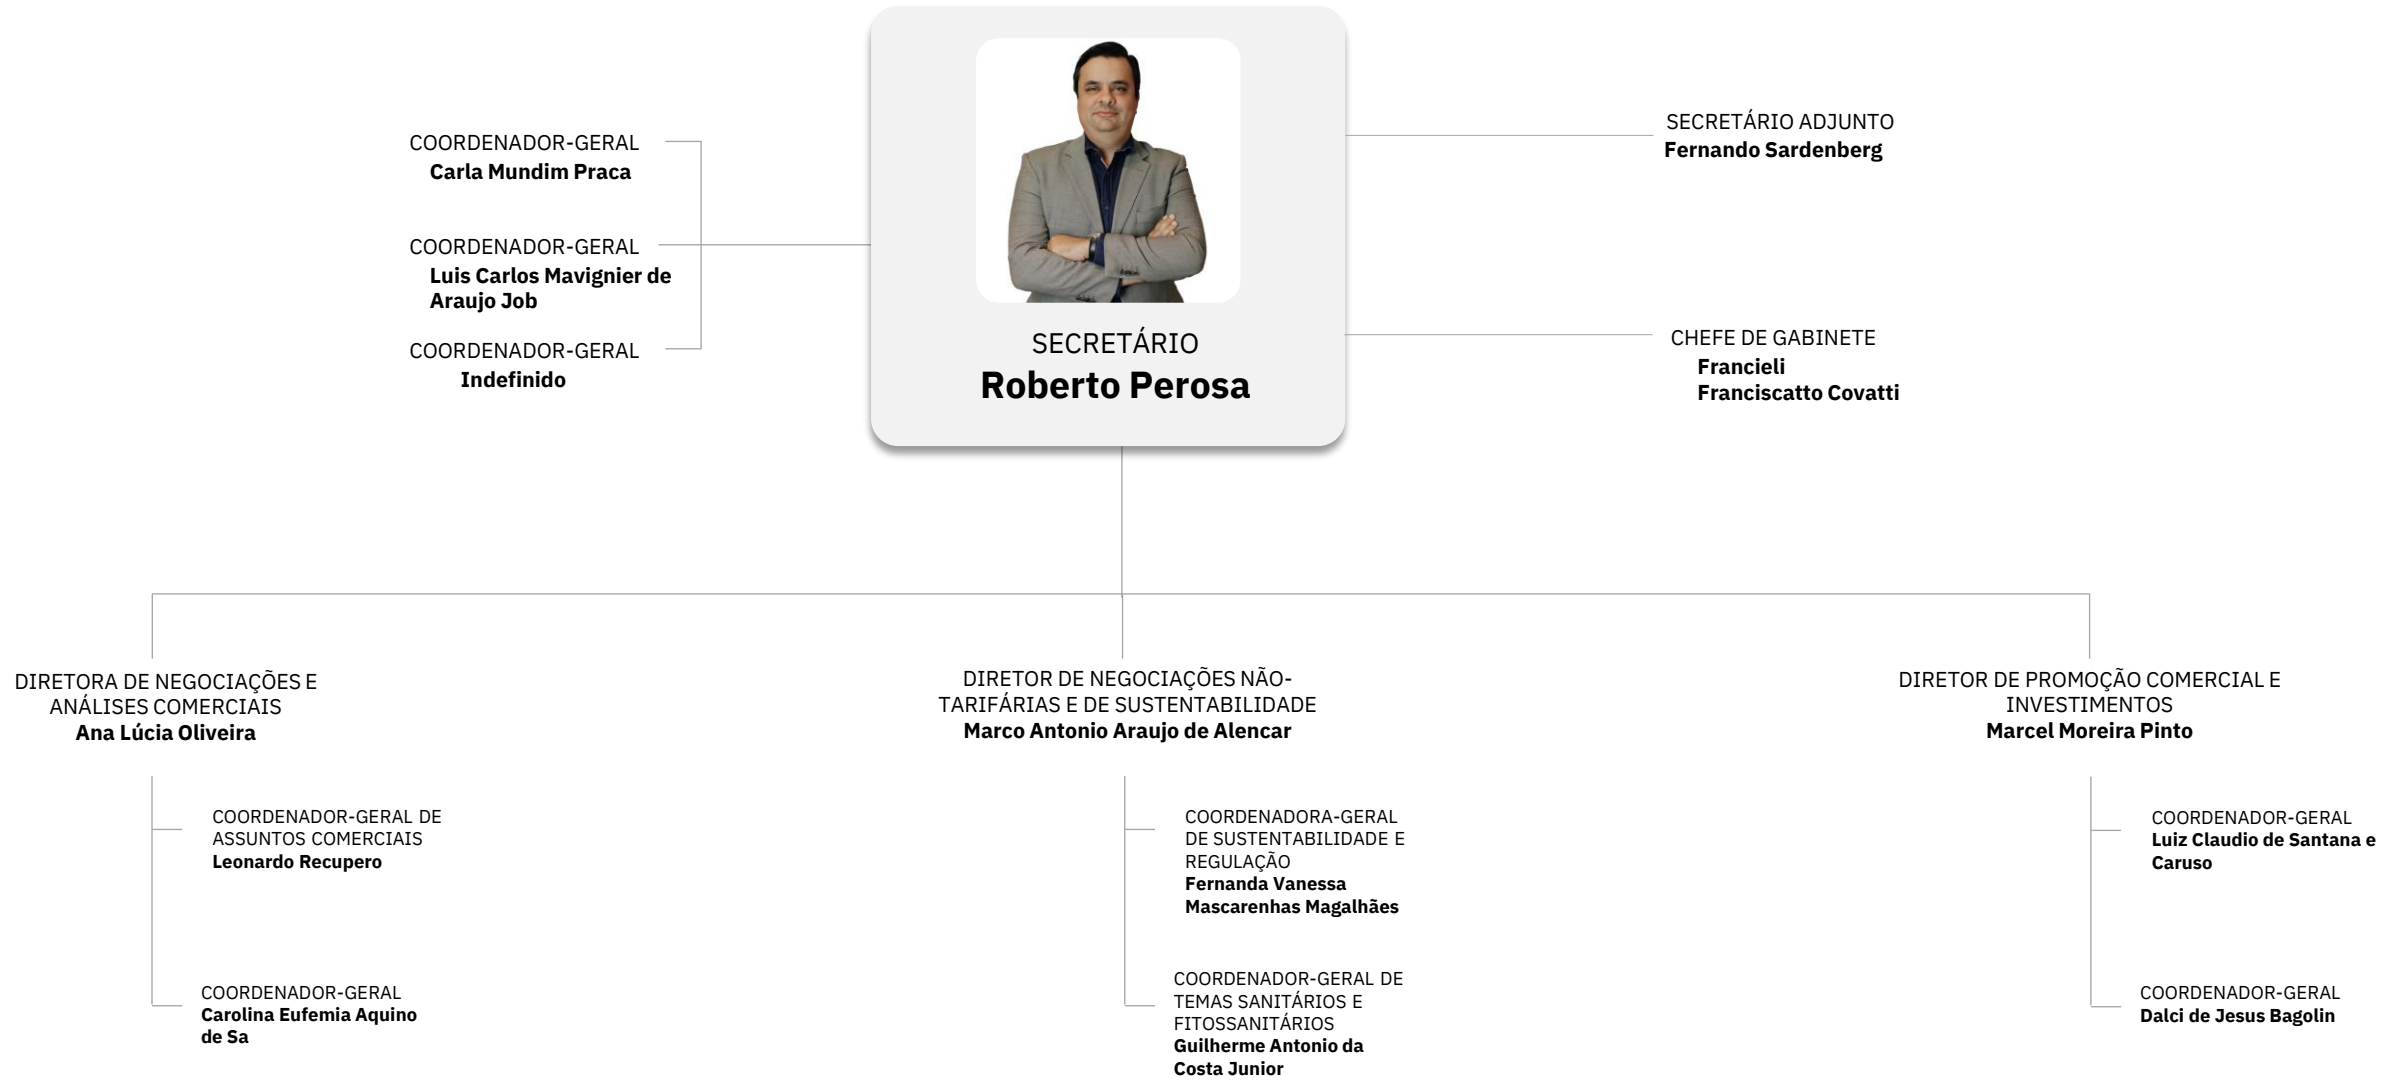 COORDENADOR-GERAL
Carla Mundim Praca
COORDENADOR-GERAL
Luis Carlos Mavignier de
Araujo Job
COORDENADOR-GERAL
Indefinido
SECRETÁRIO
Roberto Perosa
SECRETÁRIO ADJUNTO
Fernando Sardenberg
CHEFE DE GABINETE
Francieli
Franciscatto Covatti
DIRETORA DE NEGOCIAÇÕES E
ANÁLISES COMERCIAIS
Ana Lúcia Oliveira
COORDENADOR-GERAL DE
ASSUNTOS COMERCIAIS
Leonardo Recupero
COORDENADOR-GERAL
Carolina Eufemia Aquino
de Sa
DIRETOR DE NEGOCIAÇÕES NÃO-
TARIFÁRIAS E DE SUSTENTABILIDADE
Marco Antonio Araujo de Alencar
COORDENADORA-GERAL
DE SUSTENTABILIDADE E
REGULAÇÃO
Fernanda Vanessa
Mascarenhas Magalhães
COORDENADOR-GERAL DE
TEMAS SANITÁRIOS E
FITOSSANITÁRIOS
Guilherme Antonio da
Costa Junior
DIRETOR DE PROMOÇÃO COMERCIAL E
INVESTIMENTOS
Marcel Moreira Pinto
COORDENADOR-GERAL
Luiz Claudio de Santana e
Caruso
COORDENADOR-GERAL
Dalci de Jesus Bagolin